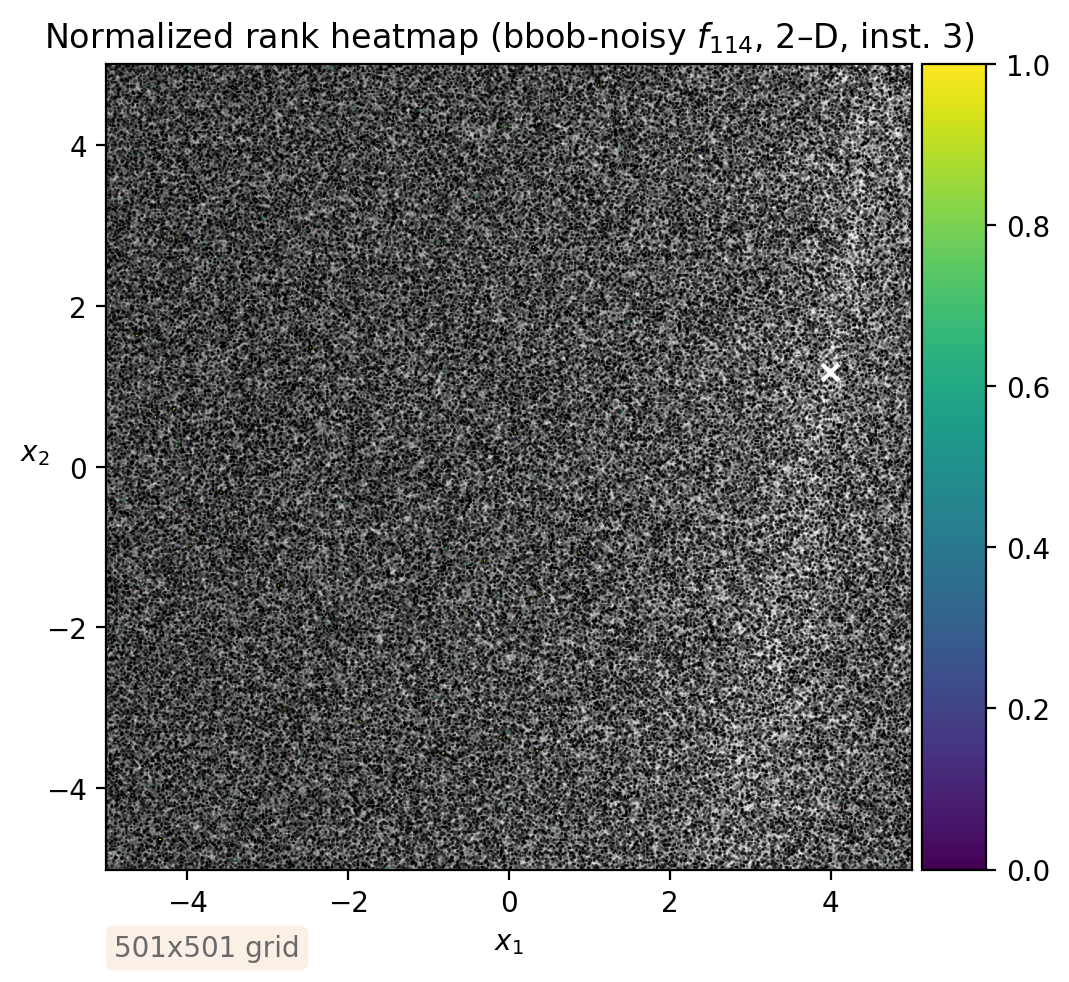 Normalized rank heatmap (bbob-noisy f₁₁₄, 2–D, inst. 3)
1.0
4
0.8
2
0.6
x₂
0
0.4
−2
0.2
−4
0.0
−4 −2 0 2 4
x₁
501x501 grid